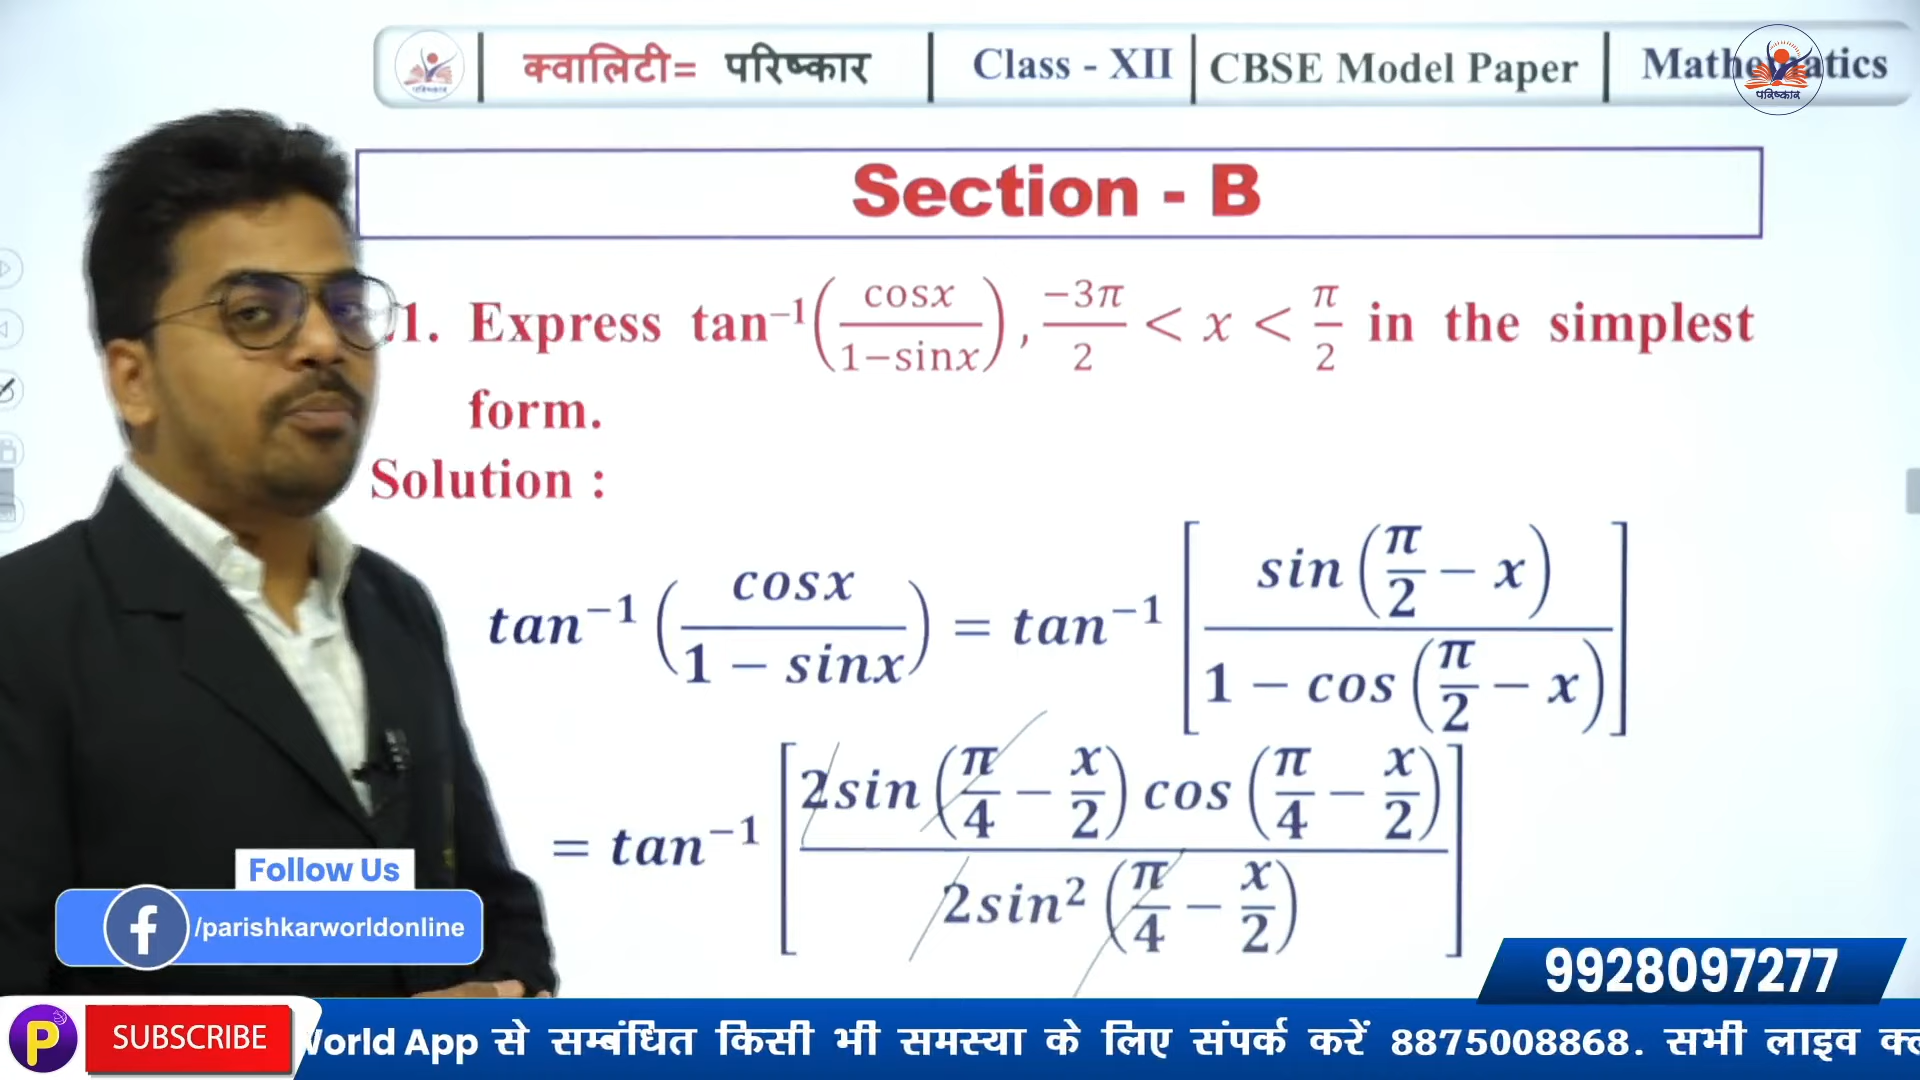 क्वालिटी= परिष्कार | Class - XII | CBSE Model Paper | Mathematics
परिष्कार
Section - B
.1. Express tan⁻¹(cosx/1−sinx), −3π/2 < x < π/2 in the simplest
form.
Solution :
tan⁻¹(cosx/1 − sinx) = tan⁻¹[sin(π/2 − x)/1 − cos(π/2 − x)]
= tan⁻¹[2sin(π/4 − x/2) cos(π/4 − x/2)/2sin²(π/4 − x/2)]
Follow Us
f /parishkarworldonline
9928097277
P SUBSCRIBE
World App से सम्बंधित किसी भी समस्या के लिए संपर्क करें 8875008868. सभी लाइव